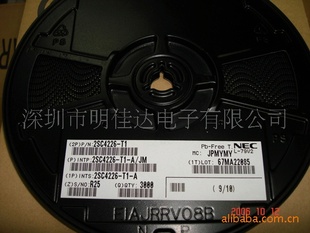 深圳市明佳达电子有限公司
(2P)P/N:2SC4226-T1
Pb-Free T. NEC
MC: JPMYMY L-79V2
(P)INTP:2SC4226-T1-A/JM
(1T)LOT: 67MA22085
(P)INTS:2SC4226-T1-A
(Z)S/NO: R25 (Q)QTY: 3000
( 9/10)
2006 10 12